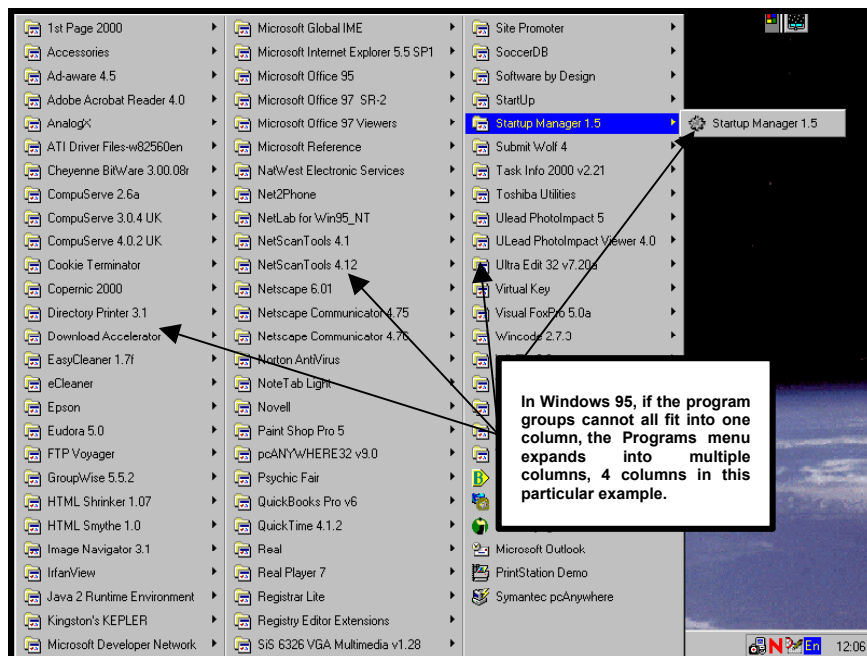 1st Page 2000
Accessories
Ad-aware 4.5
Adobe Acrobat Reader 4.0
AnalogX
ATI Driver Files-w82560en
Cheyenne BitWare 3.00.08r
CompuServe 2.6a
CompuServe 3.0.4 UK
CompuServe 4.0.2 UK
Cookie Terminator
Copernic 2000
Directory Printer 3.1
Download Accelerator
EasyCleaner 1.7f
eCleaner
Epson
Eudora 5.0
FTP Voyager
GroupWise 5.5.2
HTML Shrinker 1.07
HTML Smythe 1.0
Image Navigator 3.1
IrfanView
Java 2 Runtime Environment
Kingston's KEPLER
Microsoft Developer Network
Microsoft Global IME
Microsoft Internet Explorer 5.5 SP1
Microsoft Office 95
Microsoft Office 97 SR-2
Microsoft Office 97 Viewers
Microsoft Reference
NatWest Electronic Services
Net2Phone
NetLab for Win95_NT
NetScanTools 4.1
NetScanTools 4.12
Netscape 6.01
Netscape Communicator 4.75
Netscape Communicator 4.76
Norton AntiVirus
NoteTab Light
Novell
Paint Shop Pro 5
pcANYWHERE32 v9.0
Psychic Fair
QuickBooks Pro v6
QuickTime 4.1.2
Real
Real Player 7
Registrar Lite
Registry Editor Extensions
SiS 6326 VGA Multimedia v1.28
Site Promoter
SoccerDB
Software by Design
StartUp
Startup Manager 1.5
Submit Wolf 4
Task Info 2000 v2.21
Toshiba Utilities
Ulead PhotoImpact 5
ULead PhotoImpact Viewer 4.0
Ultra Edit 32 v7.20a
Virtual Key
Visual FoxPro 5.0a
Wincode 2.7.3
Microsoft Outlook
PrintStation Demo
Symantec pcAnywhere
Startup Manager 1.5
In Windows 95, if the program
groups cannot all fit into one
column, the Programs menu
expands into multiple
columns, 4 columns in this
particular example.
En
12:06